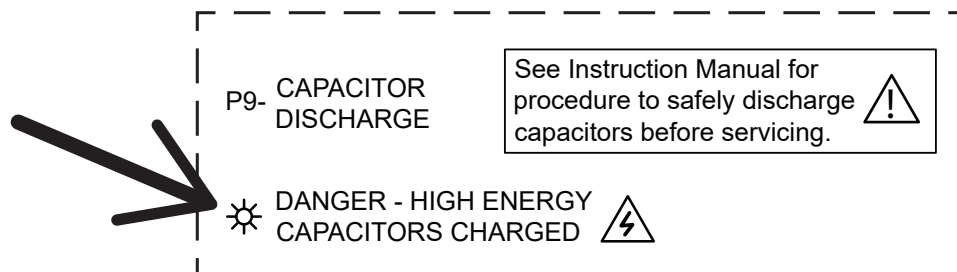 P9- CAPACITOR
DISCHARGE
See Instruction Manual for
procedure to safely discharge
capacitors before servicing.
DANGER - HIGH ENERGY
CAPACITORS CHARGED